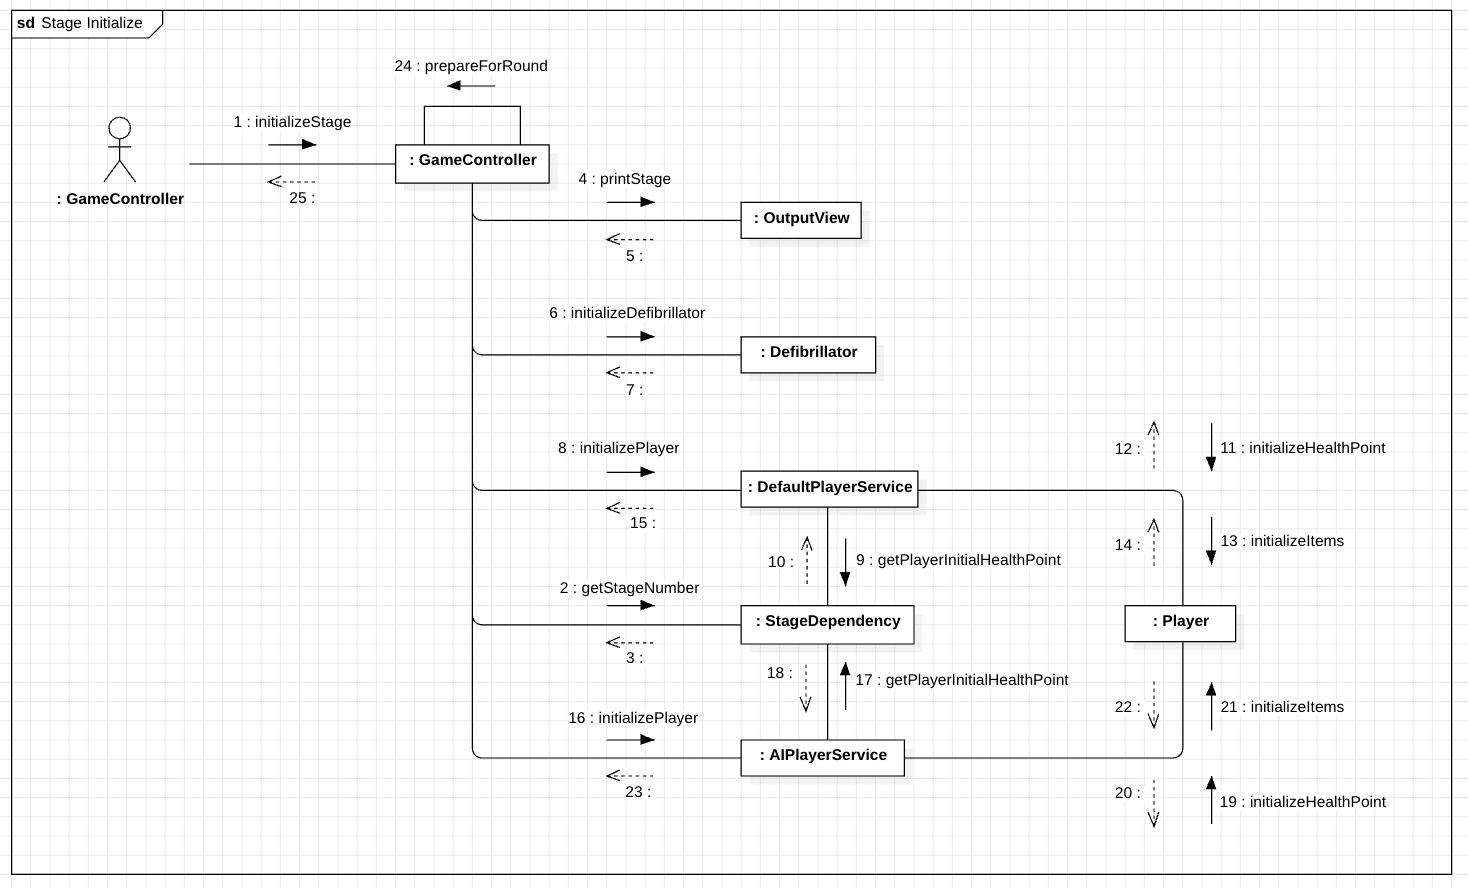 sd Stage Initialize
24 : prepareForRound
1 : initializeStage
: GameController
: GameController
25 :
4 : printStage
: OutputView
5 :
6 : initializeDefibrillator
: Defibrillator
7 :
8 : initializePlayer
: DefaultPlayerService
15 :
12 :
11 : initializeHealthPoint
14 :
13 : initializeItems
10 :
9 : getPlayerInitialHealthPoint
2 : getStageNumber
: StageDependency
: Player
3 :
18 :
17 : getPlayerInitialHealthPoint
22 :
21 : initializeItems
16 : initializePlayer
: AIPlayerService
23 :
20 :
19 : initializeHealthPoint